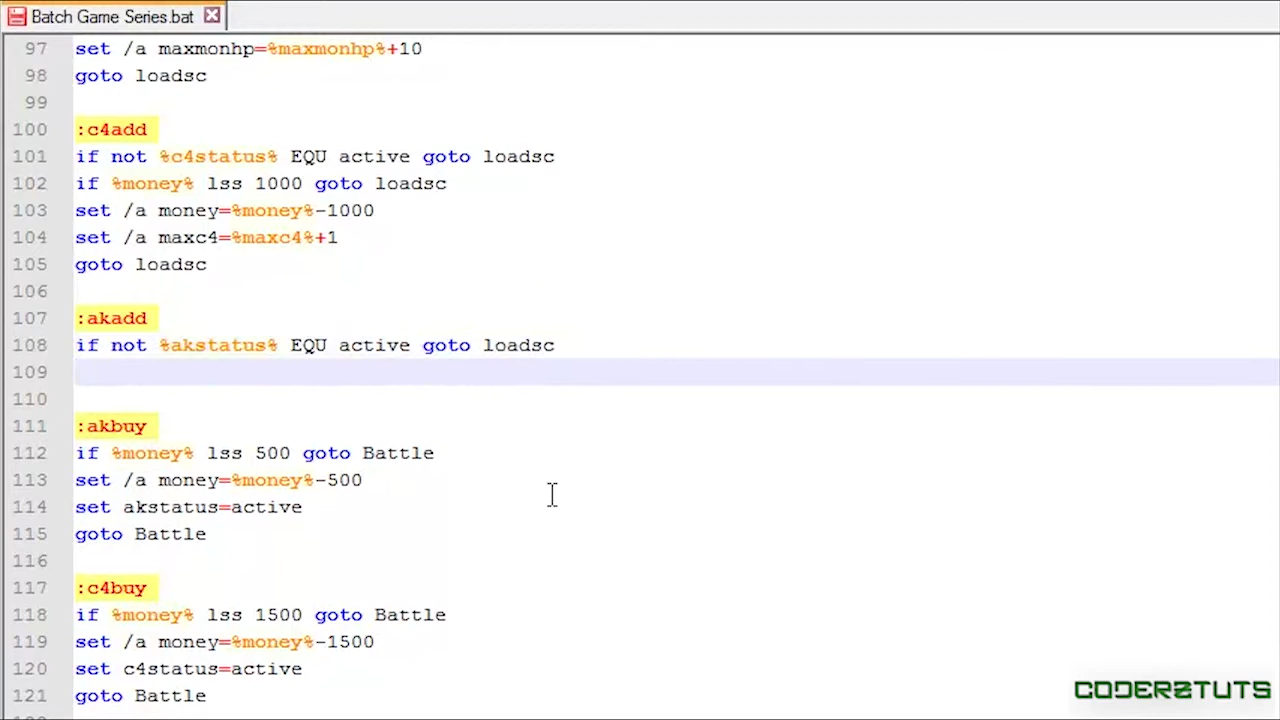 Batch Game Series.bat
97 set /a maxmonhp=%maxmonhp%+10
98 goto loadsc
99
100 :c4add
101 if not %c4status% EQU active goto loadsc
102 if %money% lss 1000 goto loadsc
103 set /a money=%money%-1000
104 set /a maxc4=%maxc4%+1
105 goto loadsc
106
107 :akadd
108 if not %akstatus% EQU active goto loadsc
109
110
111 :akbuy
112 if %money% lss 500 goto Battle
113 set /a money=%money%-500
114 set akstatus=active
115 goto Battle
116
117 :c4buy
118 if %money% lss 1500 goto Battle
119 set /a money=%money%-1500
120 set c4status=active
121 goto Battle
CODERZTUTS